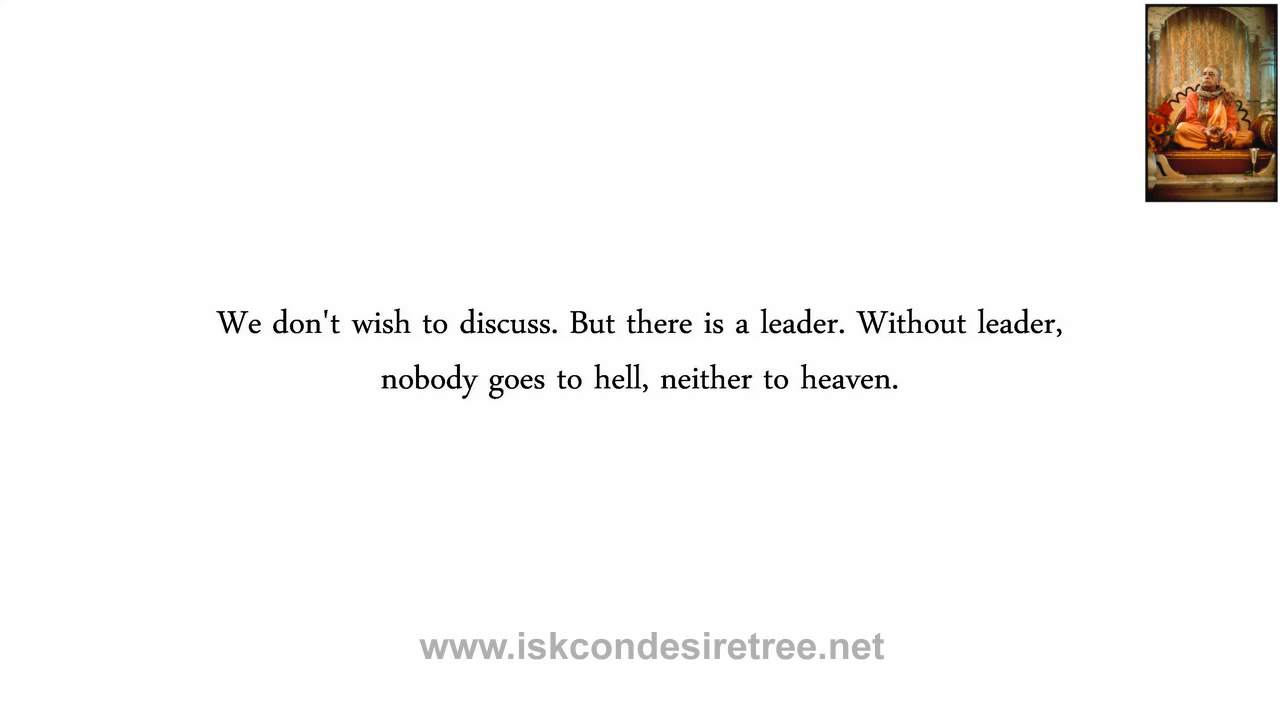 We don't wish to discuss. But there is a leader. Without leader,
nobody goes to hell, neither to heaven.
www.iskcondesiretree.net